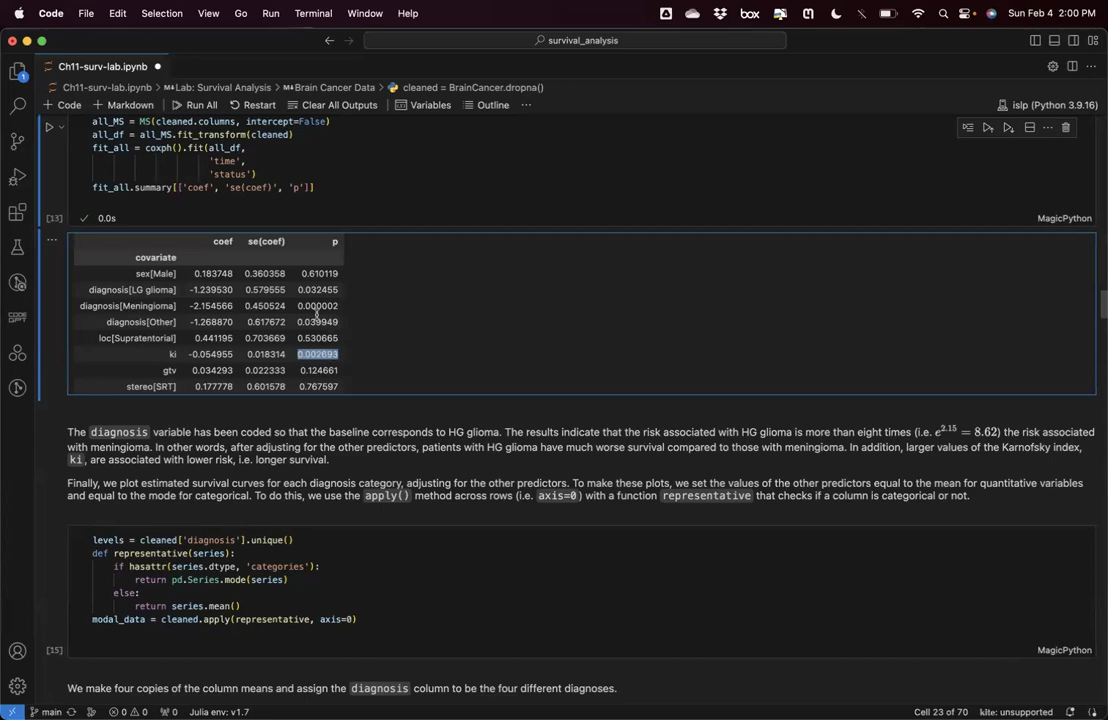 Code File Edit Selection View Go Run Terminal Window Help box Sun Feb 4 2:00 PM
survival_analysis
Ch11-surv-lab.ipynb
Ch11-surv-lab.ipynb > Lab: Survival Analysis > Brain Cancer Data > cleaned = BrainCancer.dropna()
+ Code + Markdown Run All Restart Clear All Outputs Variables Outline ... islp (Python 3.9.16)
all_MS = MS(cleaned.columns, intercept=False)
all_df = all_MS.fit_transform(cleaned)
fit_all = coxph().fit(all_df,
'time',
'status')
fit_all.summary[['coef', 'se(coef)', 'p']]
[13] 0.0s MagicPython
coef se(coef) p
covariate
sex[Male] 0.183748 0.360358 0.610119
diagnosis[LG glioma] -1.239530 0.579555 0.032455
diagnosis[Meningioma] -2.154566 0.450524 0.000002
diagnosis[Other] -1.268870 0.617672 0.039949
loc[Supratentorial] 0.441195 0.703669 0.530665
ki -0.054955 0.018314 0.002693
gtv 0.034293 0.022333 0.124661
stereo[SRT] 0.177778 0.601578 0.767597
The diagnosis variable has been coded so that the baseline corresponds to HG glioma. The results indicate that the risk associated with HG glioma is more than eight times (i.e. e^2.15 = 8.62) the risk associated
with meningioma. In other words, after adjusting for the other predictors, patients with HG glioma have much worse survival compared to those with meningioma. In addition, larger values of the Karnofsky index,
ki, are associated with lower risk, i.e. longer survival.
Finally, we plot estimated survival curves for each diagnosis category, adjusting for the other predictors. To make these plots, we set the values of the other predictors equal to the mean for quantitative variables
and equal to the mode for categorical. To do this, we use the apply() method across rows (i.e. axis=0) with a function representative that checks if a column is categorical or not.
levels = cleaned['diagnosis'].unique()
def representative(series):
if hasattr(series.dtype, 'categories'):
return pd.Series.mode(series)
else:
return series.mean()
modal_data = cleaned.apply(representative, axis=0)
[15] MagicPython
We make four copies of the column means and assign the diagnosis column to be the four different diagnoses.
main 0 0 0 Julia env: v1.7 Cell 23 of 70 kite: unsupported